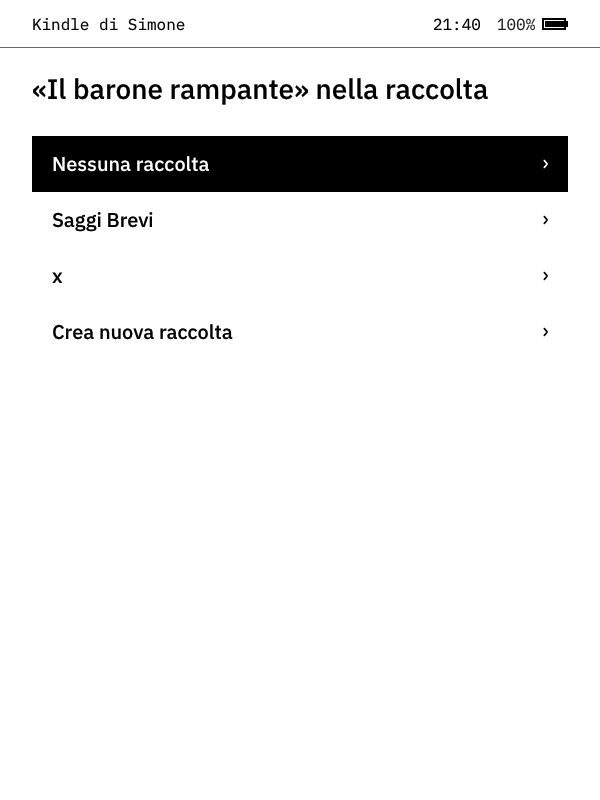 Kindle di Simone 21:40 100%
«Il barone rampante» nella raccolta
Nessuna raccolta ›
Saggi Brevi ›
x ›
Crea nuova raccolta ›